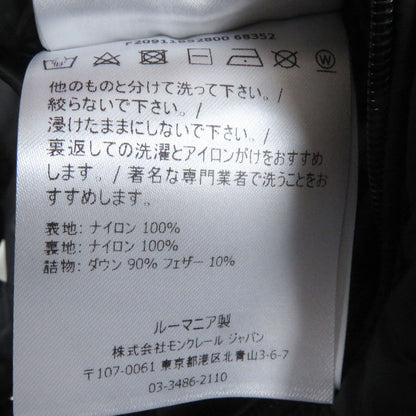 他のものと分けて洗って下さい。/
絞らないで下さい。/
浸けたままにしないで下さい。/
裏返しての洗濯とアイロンがけをおすすめ
します。/ 著名な専門業者で洗うことをお
すすめします。
表地: ナイロン 100%
裏地: ナイロン 100%
詰物: ダウン 90% フェザー 10%
ルーマニア製
株式会社モンクレール ジャパン
〒107-0061 東京都港区北青山3-6-7
03-3486-2110